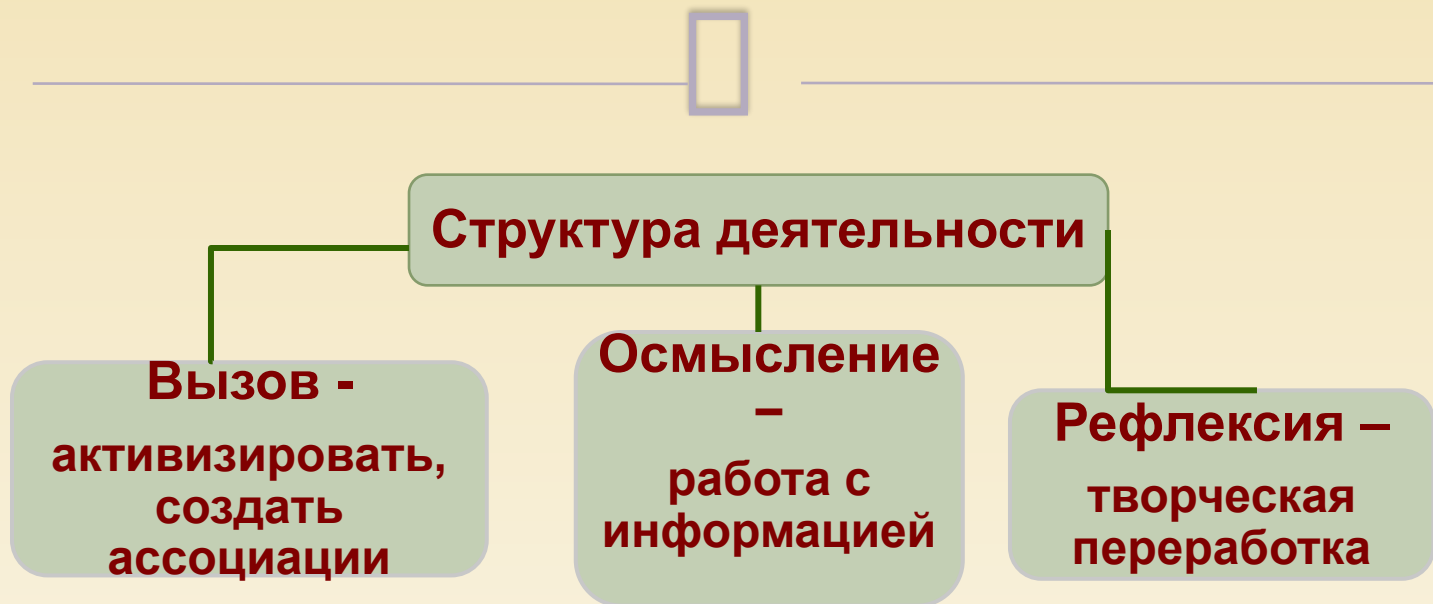 Структура деятельности
Вызов -
активизировать,
создать
ассоциации
Осмысление
–
работа с
информацией
Рефлексия –
творческая
переработка